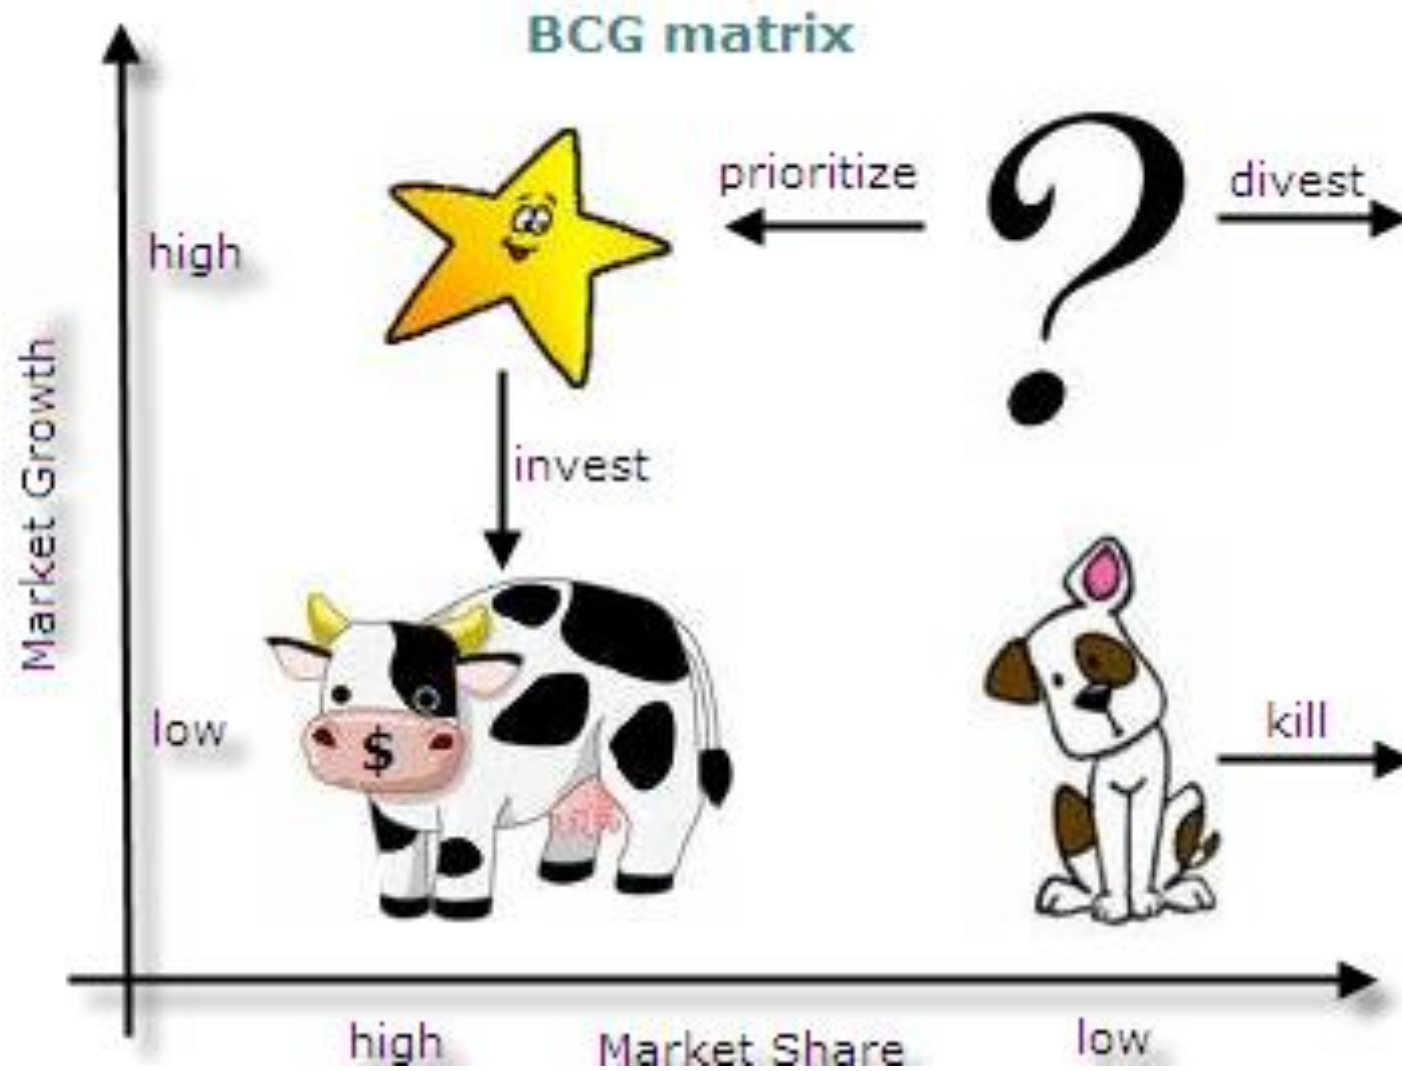 BCG matrix
prioritize
divest
high
?
Market Growth
invest
low
$
kill
high
Market Share
low